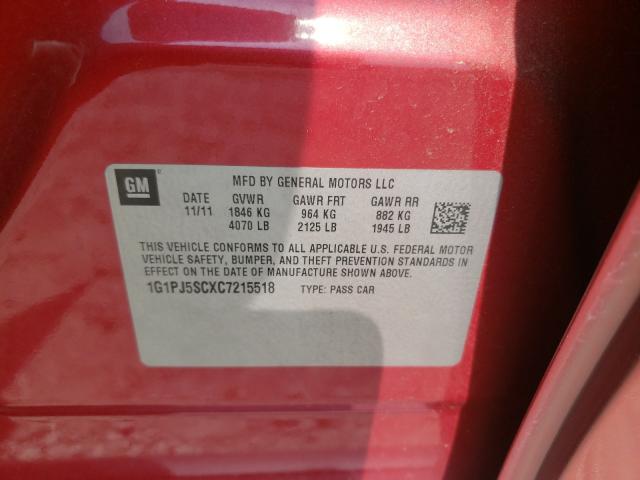 GM
MFD BY GENERAL MOTORS LLC
DATE GVWR GAWR FRT GAWR RR
11/11 1846 KG 964 KG 882 KG
4070 LB 2125 LB 1945 LB
THIS VEHICLE CONFORMS TO ALL APPLICABLE U.S. FEDERAL MOTOR
VEHICLE SAFETY, BUMPER, AND THEFT PREVENTION STANDARDS IN
EFFECT ON THE DATE OF MANUFACTURE SHOWN ABOVE.
1G1PJ5SCXC7215518 TYPE: PASS CAR